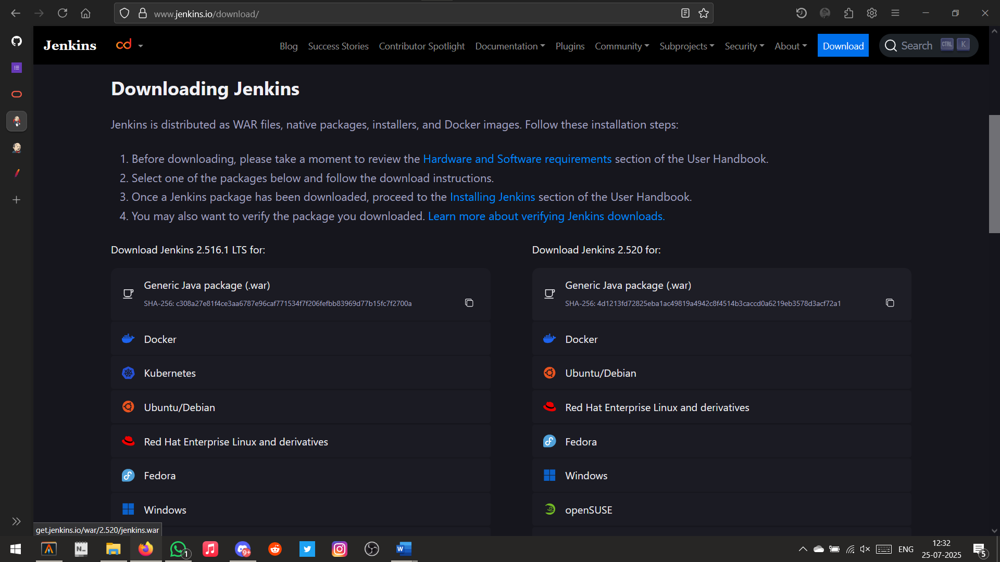 www.jenkins.io/download/
Jenkins
cd
Blog
Success Stories
Contributor Spotlight
Documentation
Plugins
Community
Subprojects
Security
About
Download
Search
CTRL
K
Downloading Jenkins
Jenkins is distributed as WAR files, native packages, installers, and Docker images. Follow these installation steps:
1. Before downloading, please take a moment to review the Hardware and Software requirements section of the User Handbook.
2. Select one of the packages below and follow the download instructions.
3. Once a Jenkins package has been downloaded, proceed to the Installing Jenkins section of the User Handbook.
4. You may also want to verify the package you downloaded. Learn more about verifying Jenkins downloads.
Download Jenkins 2.516.1 LTS for:
Generic Java package (.war)
SHA-256: c308a27e81f4ce3aa6787e96caf771534f7f206fefbb83969d77b15fc7f2700a
Docker
Kubernetes
Ubuntu/Debian
Red Hat Enterprise Linux and derivatives
Fedora
Windows
Download Jenkins 2.520 for:
Generic Java package (.war)
SHA-256: 4d1213fd72825eba1ac49819a4942c8f4514b3caccd0a6219eb3578d3acf72a1
Docker
Ubuntu/Debian
Red Hat Enterprise Linux and derivatives
Fedora
Windows
openSUSE
get.jenkins.io/war/2.520/jenkins.war
N
1
9+
W
ENG
12:32
25-07-2025
5